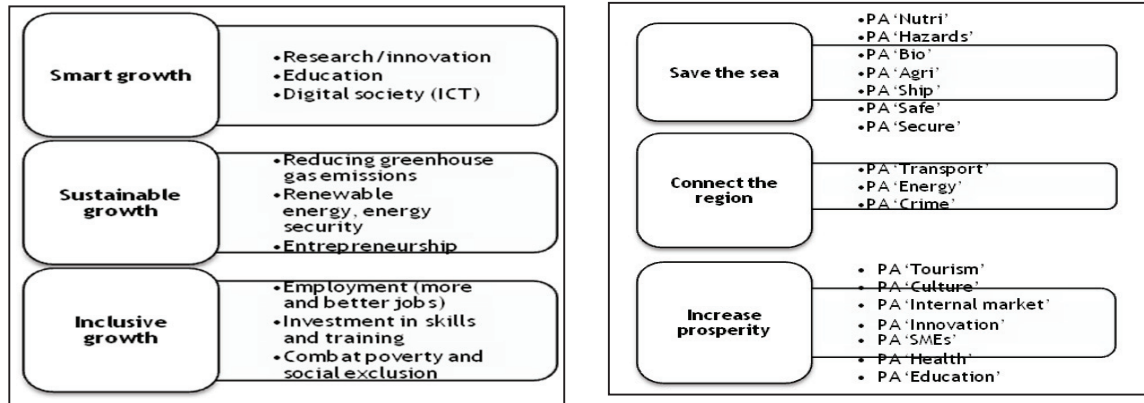 Smart growth
•Research/innovation
•Education
•Digital society (ICT)
Sustainable
growth
•Reducing greenhouse
gas emissions
•Renewable
energy, energy
security
•Entrepreneurship
Inclusive
growth
•Employment (more
and better jobs)
•Investment in skills
and training
•Combat poverty and
social exclusion
Save the sea
•PA ‘Nutri’
•PA ‘Hazards’
•PA ‘Bio’
•PA ‘Agri’
•PA ‘Ship’
•PA ‘Safe’
•PA ‘Secure’
Connect the
region
•PA ‘Transport’
•PA ‘Energy’
•PA ‘Crime’
Increase
prosperity
• PA ‘Tourism’
• PA ‘Culture’
• PA ‘Internal market’
• PA ‘Innovation’
• PA ‘SMEs’
• PA ‘Health’
• PA ‘Education’